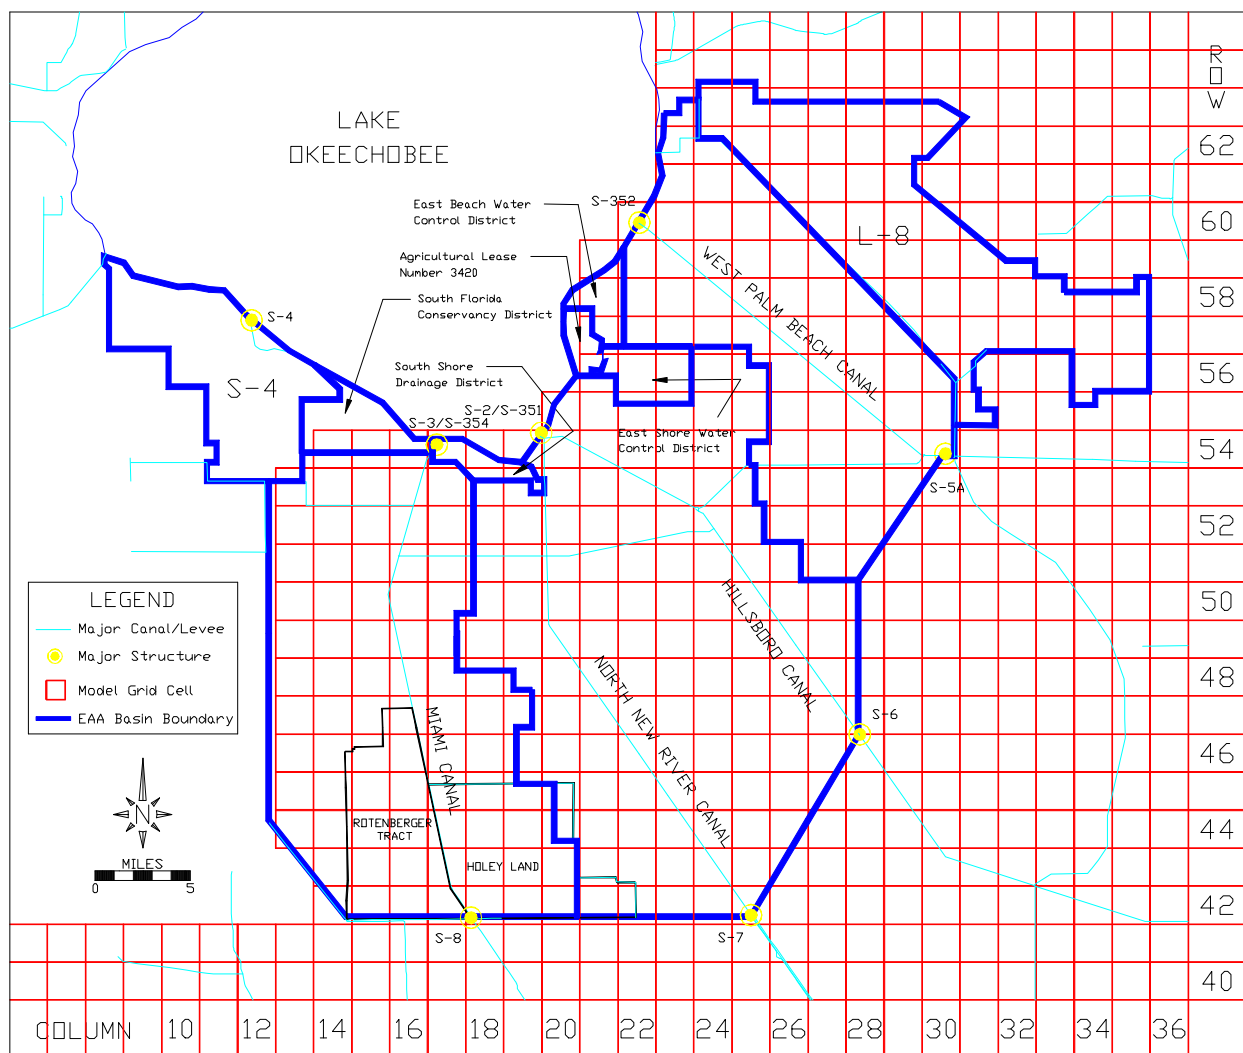 R
O
W
LAKE
OKEECHOBEE
62
East Beach Water
Control District
S-352
60
L-8
Agricultural Lease
Number 3420
WEST PALM BEACH CANAL
58
South Florida
Conservancy District
S-4
South Shore
Drainage District
56
S-4
S-2/S-351
S-3/S-354
East Shore Water
Control District
54
S-5A
52
LEGEND
Major Canal/Levee
Major Structure
Model Grid Cell
EAA Basin Boundary
50
HILLSBORO CANAL
48
NORTH NEW RIVER CANAL
S-6
MIAMI CANAL
46
N
ROTENBERGER
TRACT
44
MILES
0 5
HOLEY LAND
42
S-8
S-7
40
COLUMN 10 12 14 16 18 20 22 24 26 28 30 32 34 36